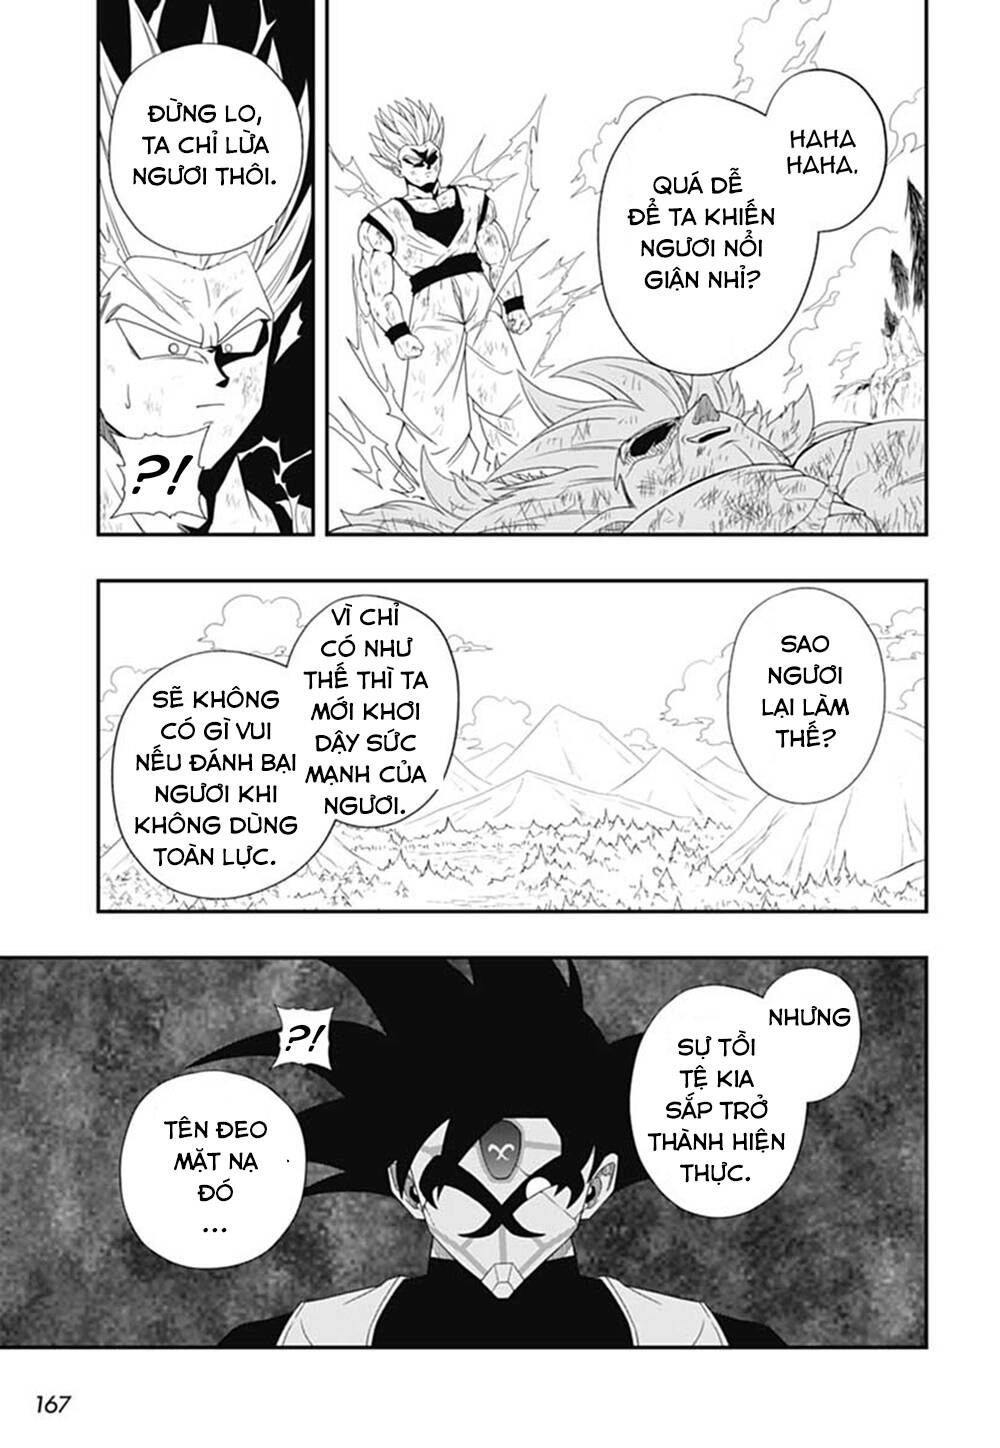 HAHA
HAHA.
QUÁ DỄ
ĐỂ TA KHIẾN
NGƯƠI NỔI
GIẬN NHỈ?
ĐỪNG LO,
TA CHỈ LỪA
NGƯƠI THÔI.
?!
SAO
NGƯƠI
LẠI LÀM
THẾ?
VÌ CHỈ
CÓ NHƯ
THẾ THÌ TA
MỚI KHƠI
DẬY SỨC
MẠNH CỦA
NGƯƠI.
SẼ KHÔNG
CÓ GÌ VUI
NẾU ĐÁNH BẠI
NGƯƠI KHI
KHÔNG DÙNG
TOÀN LỰC.
NHƯNG
SỰ TỒI
TỆ KIA
SẮP TRỞ
THÀNH HIỆN
THỰC.
?!
TÊN ĐEO
MẶT NẠ
ĐÓ
...
167